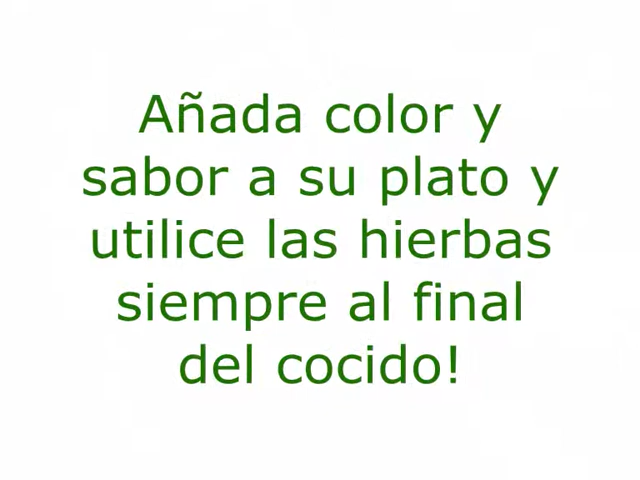 Añada color y
sabor a su plato y
utilice las hierbas
siempre al final
del cocido!